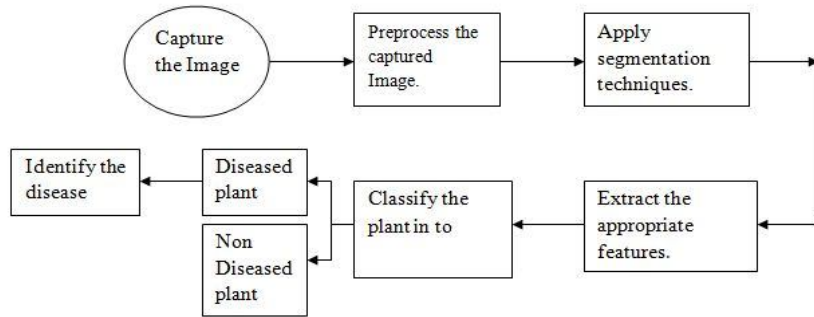 Capture
the Image
Preprocess the
captured
Image.
Apply
segmentation
techniques.
Extract the
appropriate
features.
Classify the
plant in to
Diseased
plant
Non
Diseased
plant
Identify the
disease